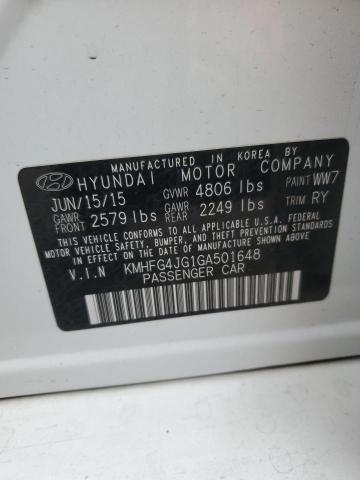 MANUFACTURED IN KOREA BY
HYUNDAI MOTOR COMPANY
JUN/15/15 GVWR 4806 lbs PAINT WW7
GAWR FRONT 2579 lbs GAWR REAR 2249 lbs TRIM RY
THIS VEHICLE CONFORMS TO ALL APPLICABLE U.S.A. FEDERAL
MOTOR VEHICLE SAFETY, BUMPER, AND THEFT PREVENTION
STANDARDS IN EFFECT ON THE DATE OF MANUFACTURE SHOWN ABOVE.
V.I.N KMHFG4JG1GA501648
PASSENGER CAR